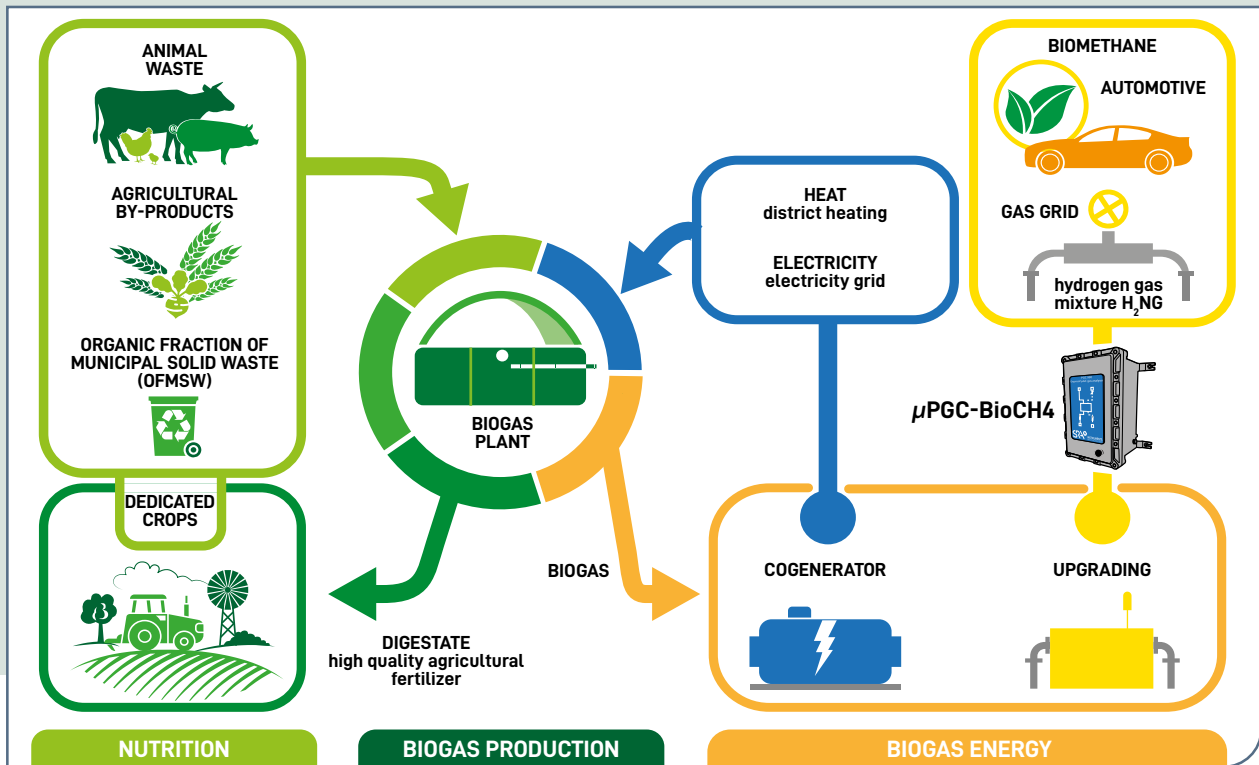 ANIMAL
WASTE
AGRICULTURAL
BY-PRODUCTS
ORGANIC FRACTION OF
MUNICIPAL SOLID WASTE
(OFMSW)
DEDICATED
CROPS
BIOGAS
PLANT
DIGESTATE
high quality agricultural
fertilizer
BIOGAS
HEAT
district heating
ELECTRICITY
electricity grid
BIOMETHANE
AUTOMOTIVE
GAS GRID
hydrogen gas
mixture H₂NG
µPGC-BioCH4
COGENERATOR
UPGRADING
NUTRITION
BIOGAS PRODUCTION
BIOGAS ENERGY